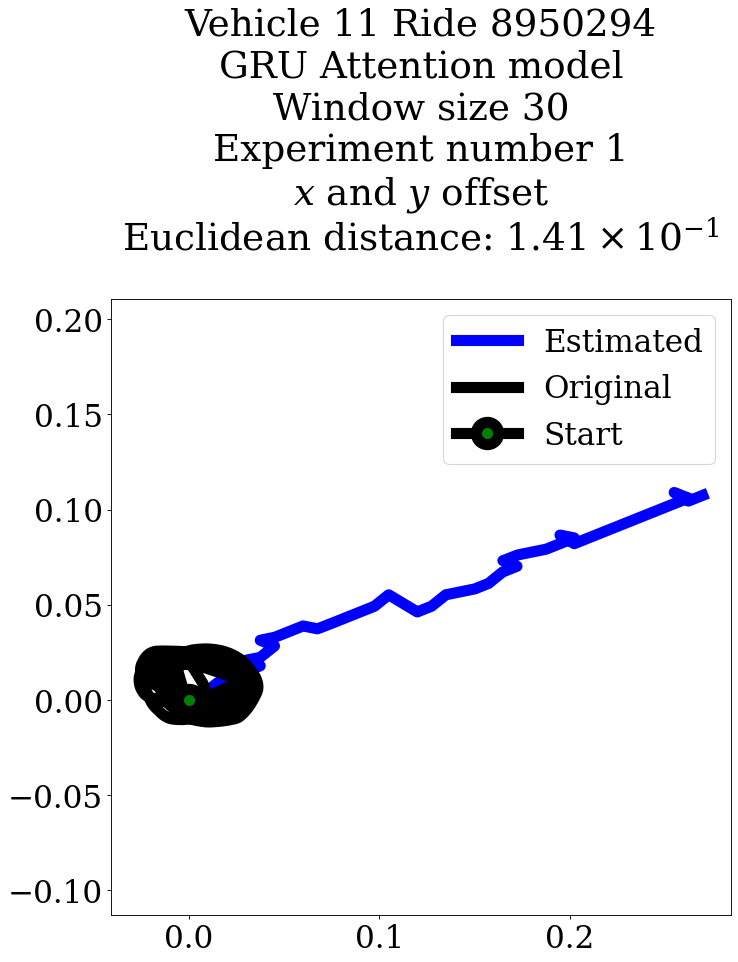 Vehicle 11 Ride 8950294
GRU Attention model
Window size 30
Experiment number 1
x and y offset
Euclidean distance: 1.41 × 10⁻¹
Estimated
Original
Start
0.20
0.15
0.10
0.05
0.00
−0.05
−0.10
0.0 0.1 0.2